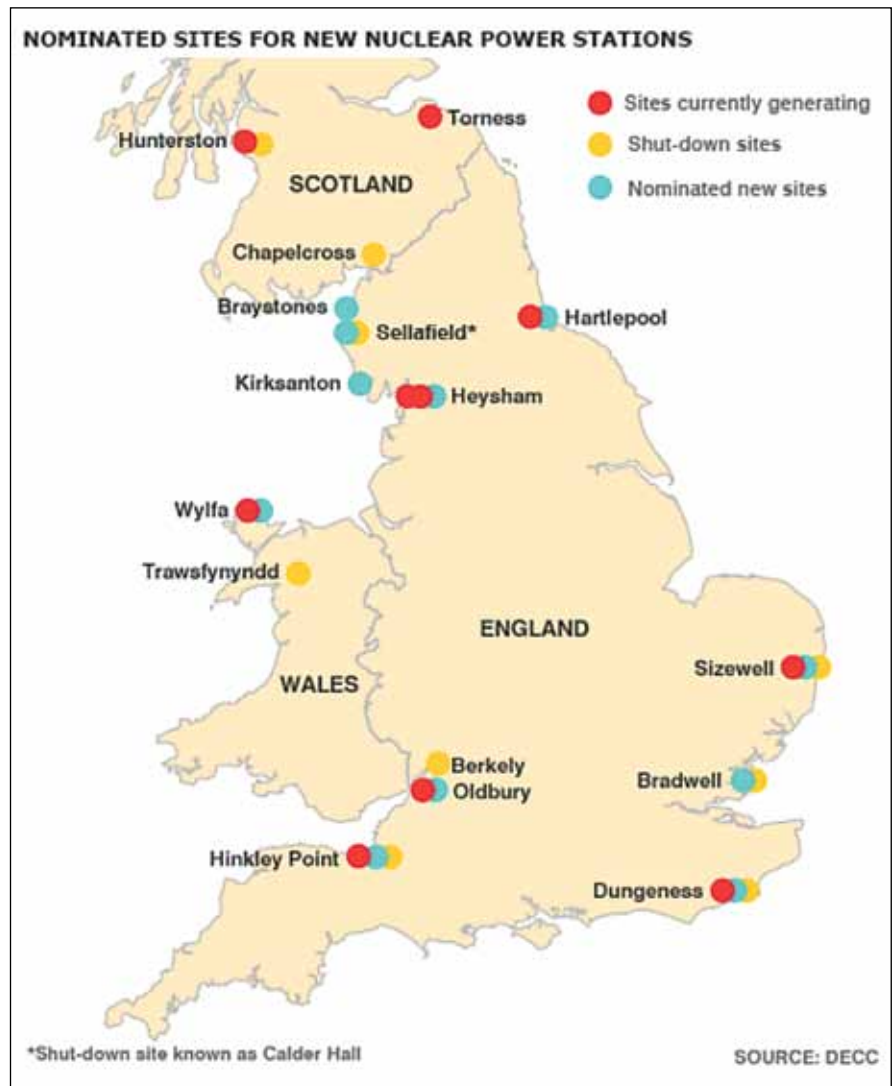 NOMINATED SITES FOR NEW NUCLEAR POWER STATIONS
Sites currently generating
Torness
Hunterston
Shut-down sites
SCOTLAND
Nominated new sites
Chapelcross
Braystones
Hartlepool
Sellafield*
Kirksanton
Heysham
Wylfa
Trawsfynyndd
ENGLAND
Sizewell
WALES
Berkely
Bradwell
Oldbury
Hinkley Point
Dungeness
*Shut-down site known as Calder Hall
SOURCE: DECC